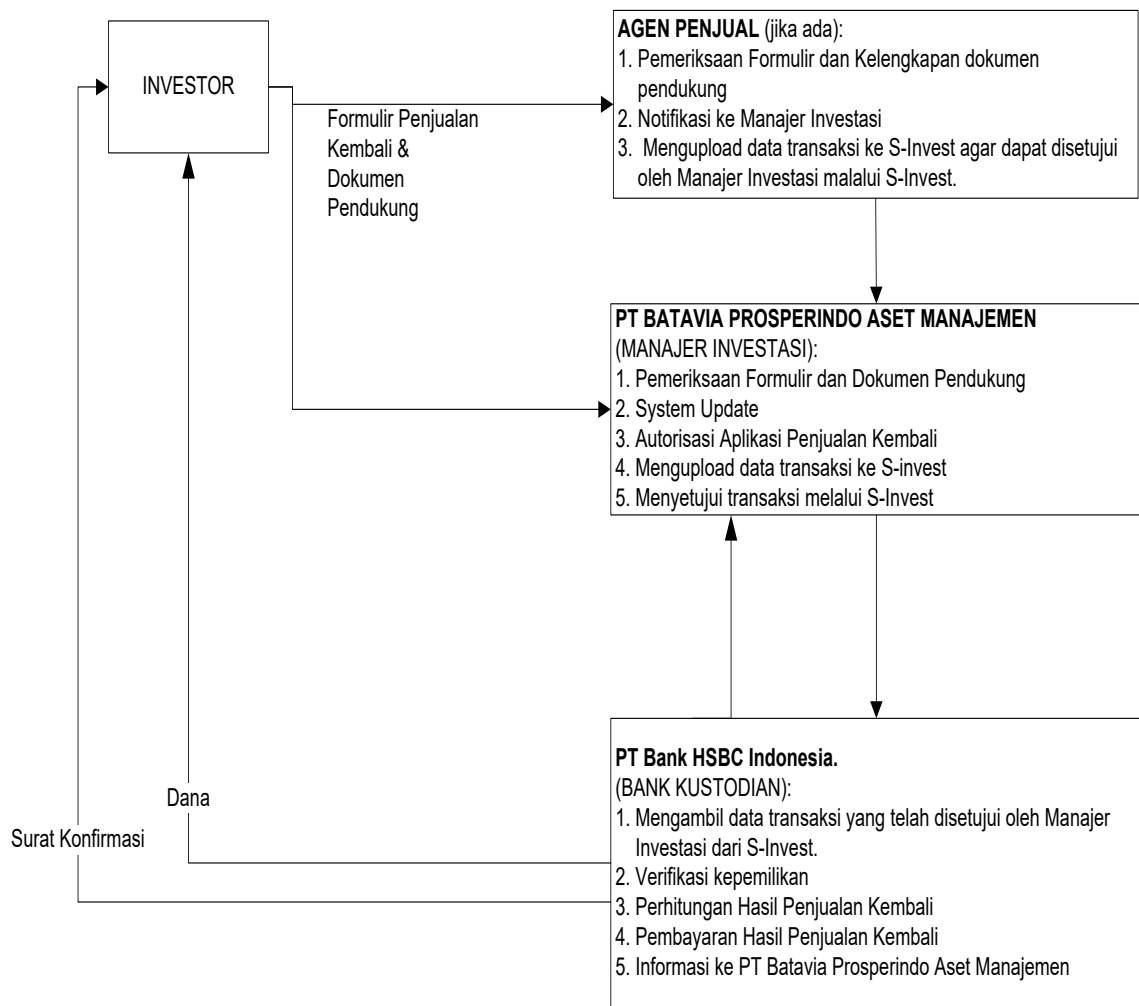 INVESTOR
Formulir Penjualan
Kembali &
Dokumen
Pendukung
AGEN PENJUAL (jika ada):
1. Pemeriksaan Formulir dan Kelengkapan dokumen
pendukung
2. Notifikasi ke Manajer Investasi
3. Mengupload data transaksi ke S-Invest agar dapat disetujui
oleh Manajer Investasi malalui S-Invest.
PT BATAVIA PROSPERINDO ASET MANAJEMEN
(MANAJER INVESTASI):
1. Pemeriksaan Formulir dan Dokumen Pendukung
2. System Update
3. Autorisasi Aplikasi Penjualan Kembali
4. Mengupload data transaksi ke S-invest
5. Menyetujui transaksi melalui S-Invest
PT Bank HSBC Indonesia.
(BANK KUSTODIAN):
1. Mengambil data transaksi yang telah disetujui oleh Manajer
Investasi dari S-Invest.
2. Verifikasi kepemilikan
3. Perhitungan Hasil Penjualan Kembali
4. Pembayaran Hasil Penjualan Kembali
5. Informasi ke PT Batavia Prosperindo Aset Manajemen
Dana
Surat Konfirmasi